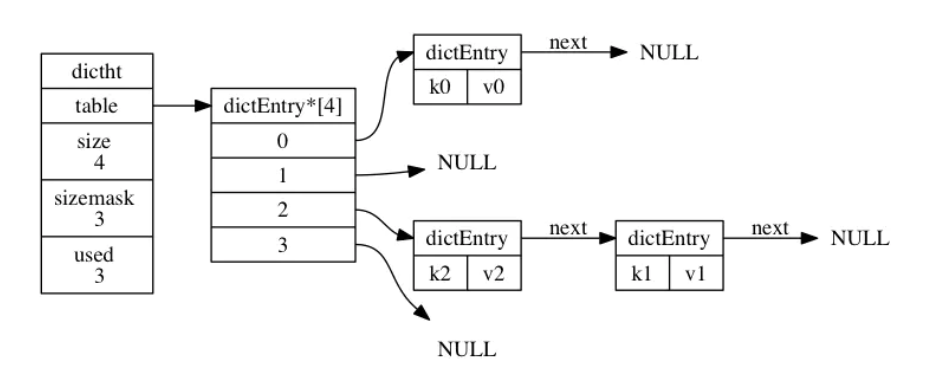 dictht
table
size
4
sizemask
3
used
3
dictEntry*[4]
0
1
2
3
dictEntry
k0 v0
next
NULL
NULL
dictEntry
k2 v2
next
dictEntry
k1 v1
next
NULL
NULL